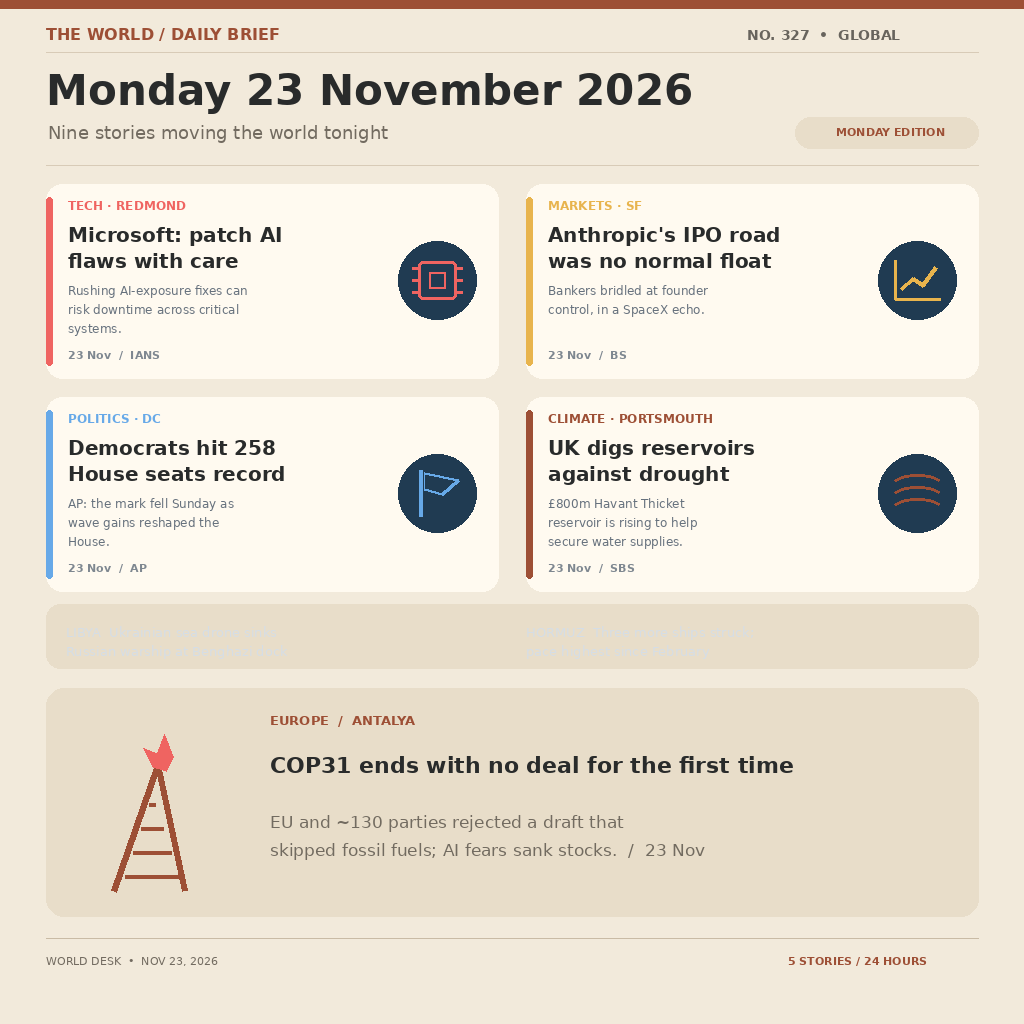 THE WORLD / DAILY BRIEF
NO. 327 • GLOBAL
Monday 23 November 2026
Nine stories moving the world tonight
MONDAY EDITION
TECH · REDMOND
Microsoft: patch AI
flaws with care
Rushing AI-exposure fixes can
risk downtime across critical
systems.
23 Nov / IANS
MARKETS · SF
Anthropic's IPO road
was no normal float
Bankers bridled at founder
control, in a SpaceX echo.
23 Nov / BS
POLITICS · DC
Democrats hit 258
House seats record
AP: the mark fell Sunday as
wave gains reshaped the
House.
23 Nov / AP
CLIMATE · PORTSMOUTH
UK digs reservoirs
against drought
£800m Havant Thicket
reservoir is rising to help
secure water supplies.
23 Nov / SBS
EUROPE / ANTALYA
COP31 ends with no deal for the first time
EU and ~130 parties rejected a draft that
skipped fossil fuels; AI fears sank stocks. / 23 Nov
WORLD DESK • NOV 23, 2026
5 STORIES / 24 HOURS